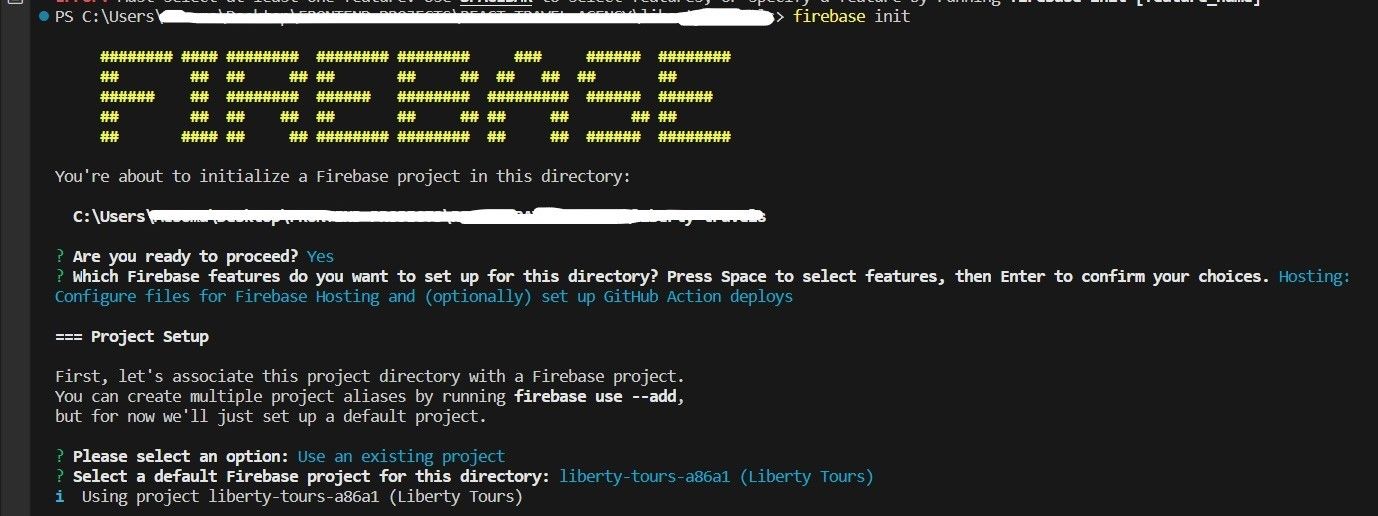 PS C:\Users\ > firebase init
######## #### ######## ######## ########     ###     ######  ########
##        ##  ##     ## ##       ##     ##  ##   ##  ##       ##
######    ##  ########  ######   ########  #########  ######  ######
##        ##  ##    ##  ##       ##     ## ##     ##       ## ##
##       #### ##     ## ######## ########  ##     ##  ######  ########
You're about to initialize a Firebase project in this directory:
C:\Users\
? Are you ready to proceed? Yes
? Which Firebase features do you want to set up for this directory? Press Space to select features, then Enter to confirm your choices. Hosting:
Configure files for Firebase Hosting and (optionally) set up GitHub Action deploys
=== Project Setup
First, let's associate this project directory with a Firebase project.
You can create multiple project aliases by running firebase use --add,
but for now we'll just set up a default project.
? Please select an option: Use an existing project
? Select a default Firebase project for this directory: liberty-tours-a86a1 (Liberty Tours)
i  Using project liberty-tours-a86a1 (Liberty Tours)